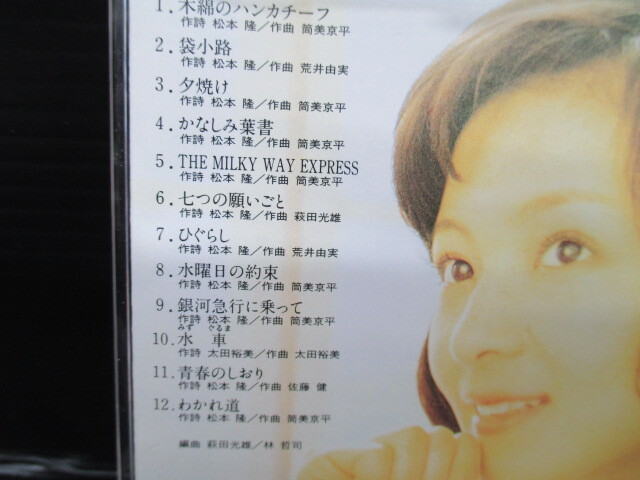 1. 木綿のハンカチーフ
作詩 松本 隆／作曲 筒美京平
2. 袋小路
作詩 松本 隆／作曲 荒井由実
3. 夕焼け
作詩 松本 隆／作曲 筒美京平
4. かなしみ葉書
作詩 松本 隆／作曲 筒美京平
5. THE MILKY WAY EXPRESS
作詩 松本 隆／作曲 筒美京平
6. 七つの願いごと
作詩 松本 隆／作曲 萩田光雄
7. ひぐらし
作詩 松本 隆／作曲 荒井由実
8. 水曜日の約束
作詩 松本 隆／作曲 筒美京平
9. 銀河急行に乗って
作詩 松本 隆／作曲 筒美京平
みず ぐるま
10. 水 車
作詩 太田裕美／作曲 太田裕美
11. 青春のしおり
作詩 松本 隆／作曲 佐藤 健
12. わかれ道
作詩 松本 隆／作曲 筒美京平
編曲 萩田光雄／林 哲司